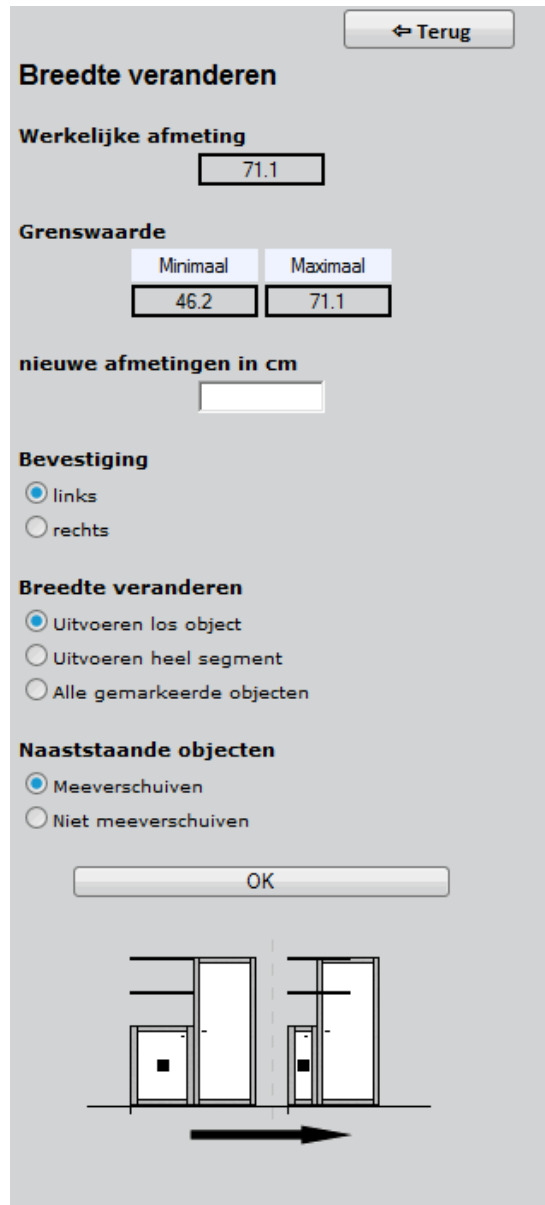 ⇦ Terug
Breedte veranderen
Werkelijke afmeting
71.1
Grenswaarde
Minimaal Maximaal
46.2 71.1
nieuwe afmetingen in cm
Bevestiging
links
rechts
Breedte veranderen
Uitvoeren los object
Uitvoeren heel segment
Alle gemarkeerde objecten
Naaststaande objecten
Meeverschuiven
Niet meeverschuiven
OK